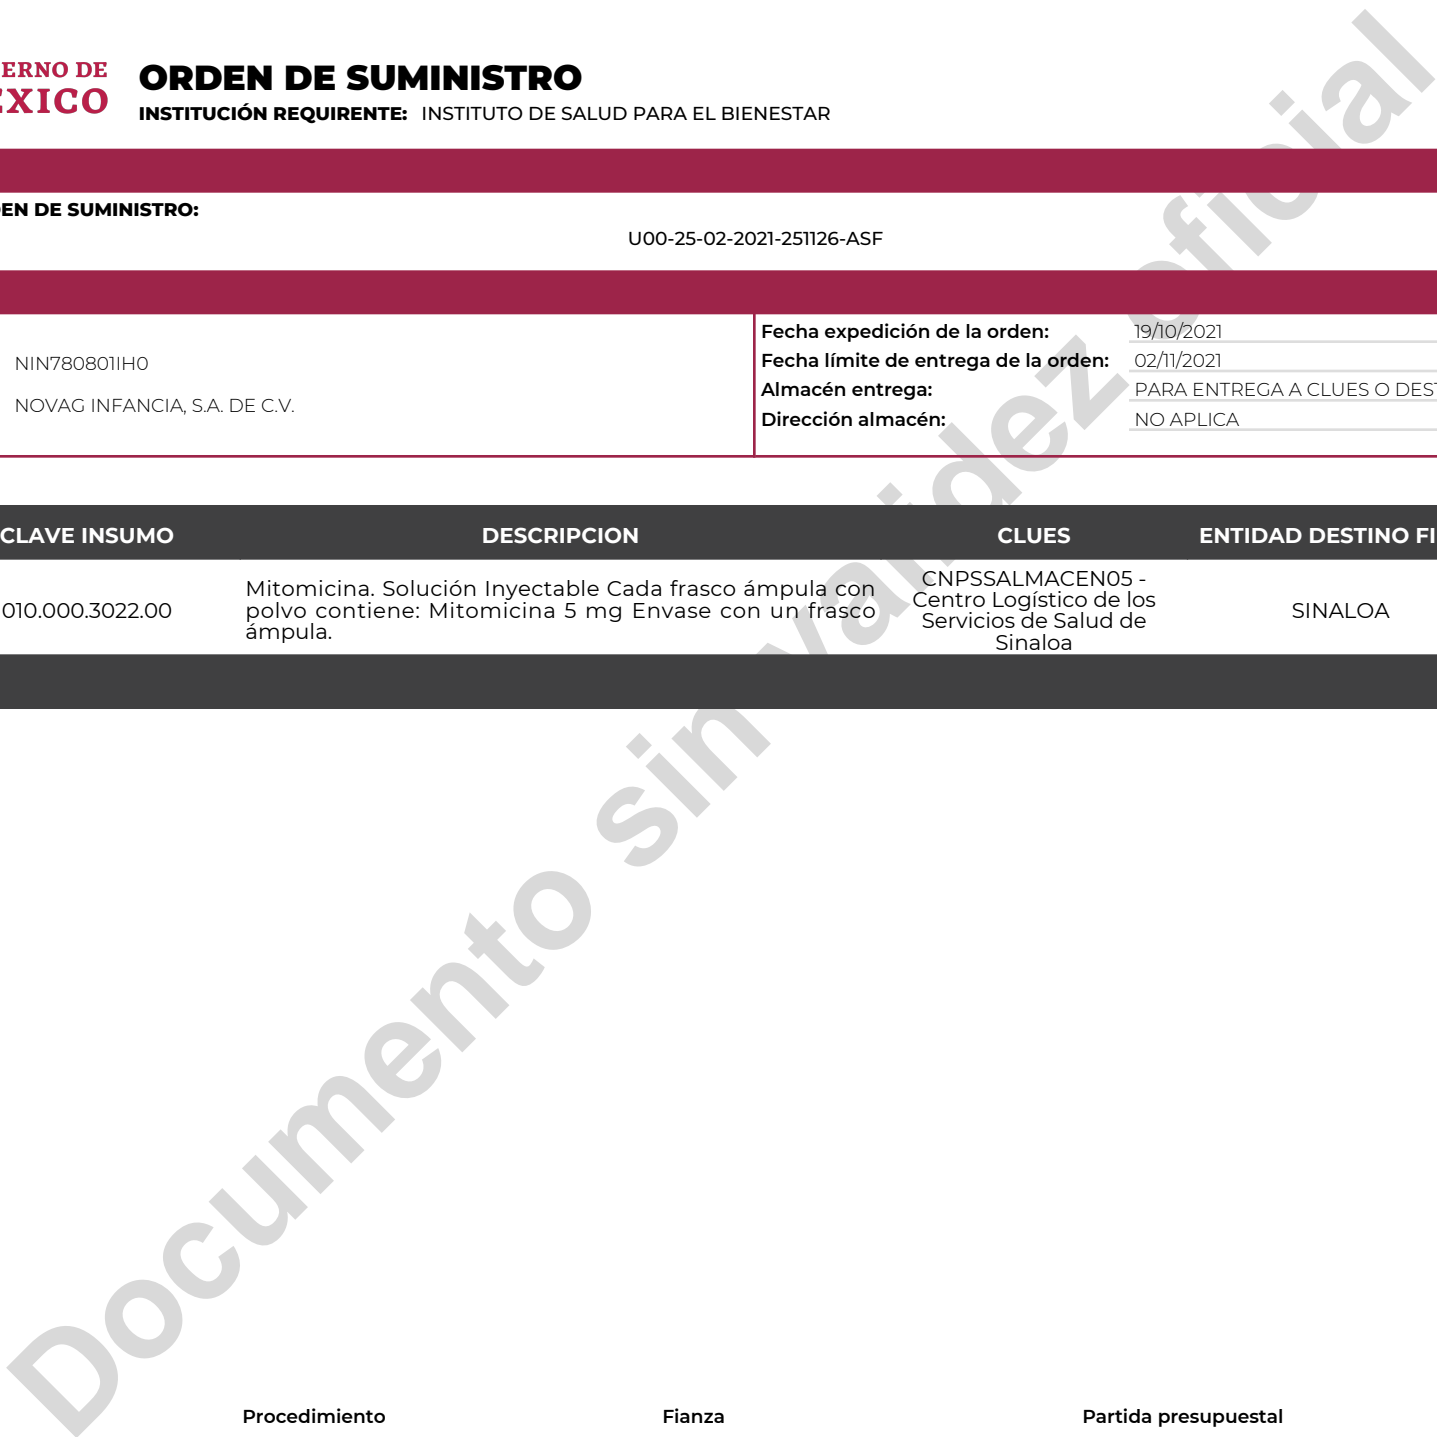 ERNO DE
EXICO
ORDEN DE SUMINISTRO
INSTITUCIÓN REQUIRENTE: INSTITUTO DE SALUD PARA EL BIENESTAR
EN DE SUMINISTRO:
U00-25-02-2021-251126-ASF
NIN780801IH0
NOVAG INFANCIA, S.A. DE C.V.
Fecha expedición de la orden: 19/10/2021
Fecha límite de entrega de la orden: 02/11/2021
Almacén entrega: PARA ENTREGA A CLUES O DEST
Dirección almacén: NO APLICA
CLAVE INSUMO DESCRIPCION CLUES ENTIDAD DESTINO FI
010.000.3022.00
Mitomicina. Solución Inyectable Cada frasco ámpula con
polvo contiene: Mitomicina 5 mg Envase con un frasco
ámpula.
CNPSSALMACEN05 -
Centro Logístico de los
Servicios de Salud de
Sinaloa
SINALOA
Documento sin validez oficial
Procedimiento Fianza Partida presupuestal